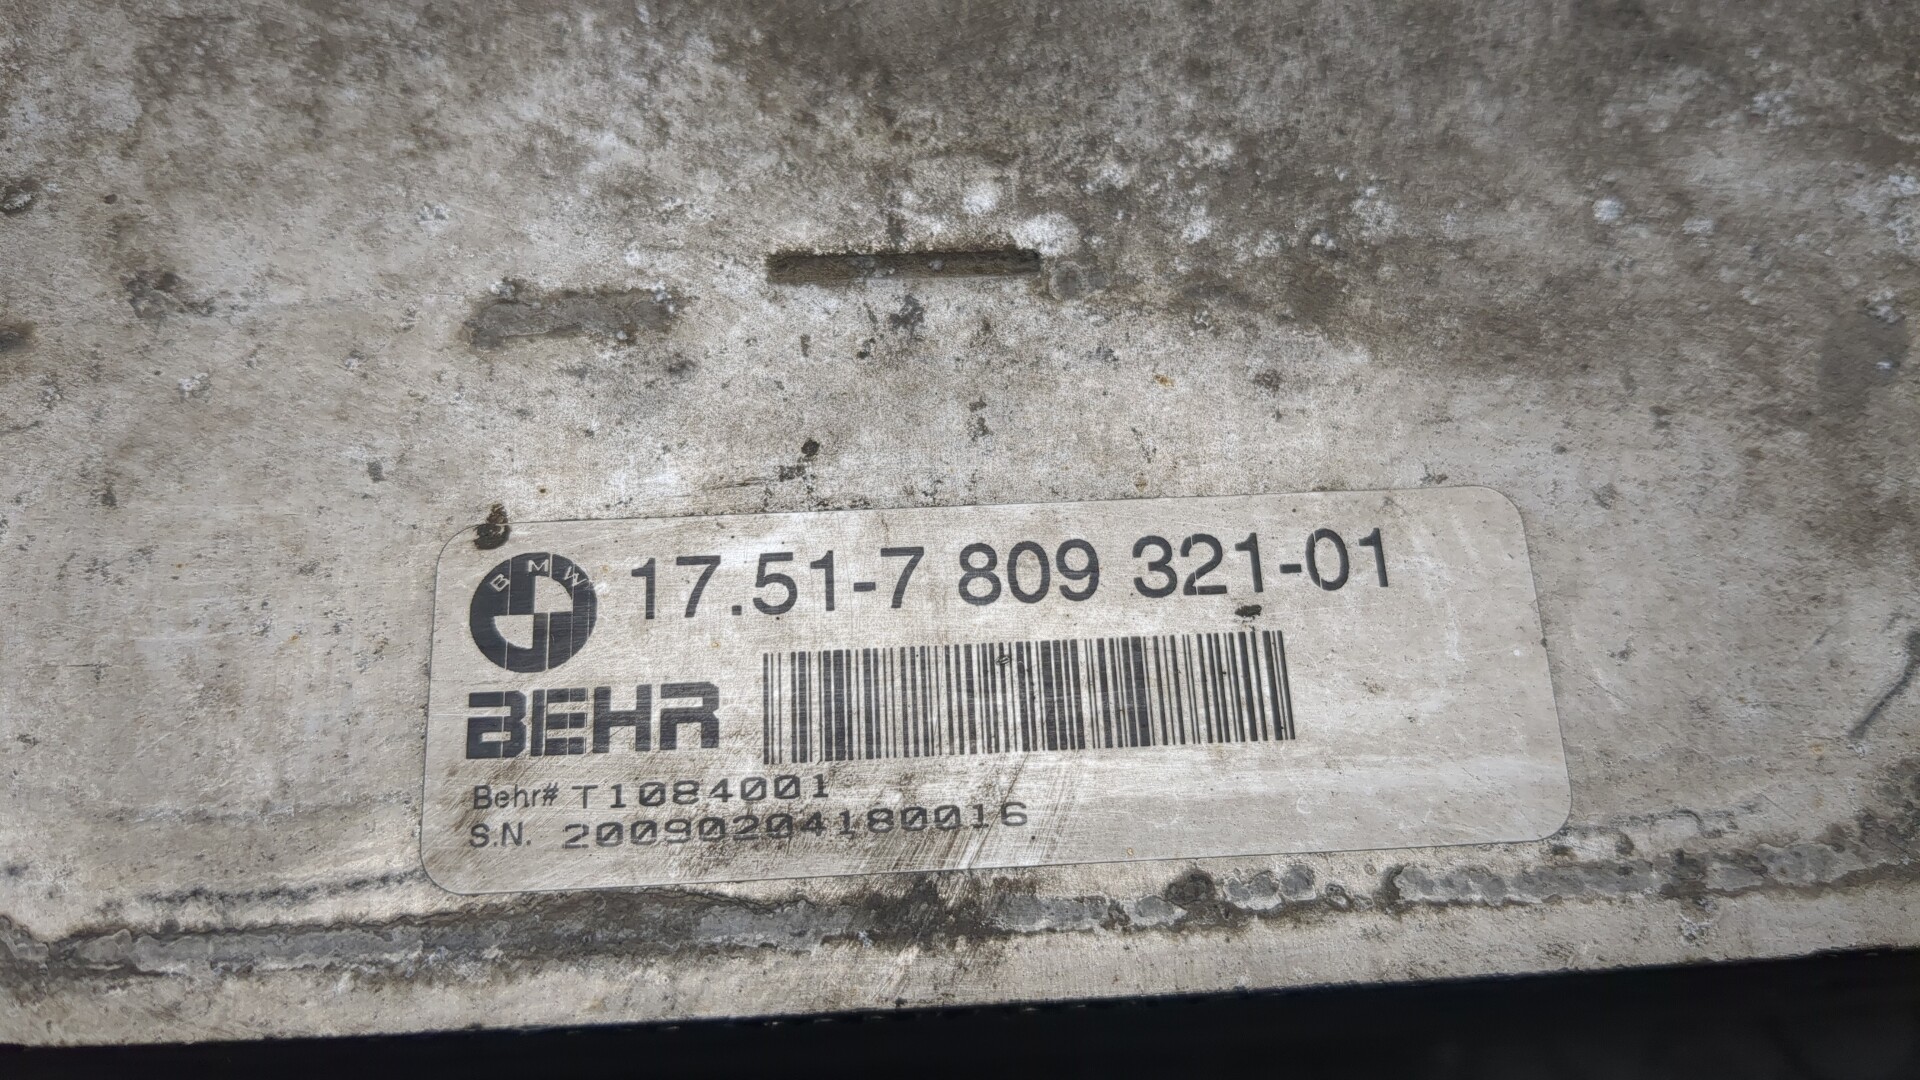 BMW 17.51-7 809 321-01
BEHR
Behr# T1084001
S.N. 20090204180016